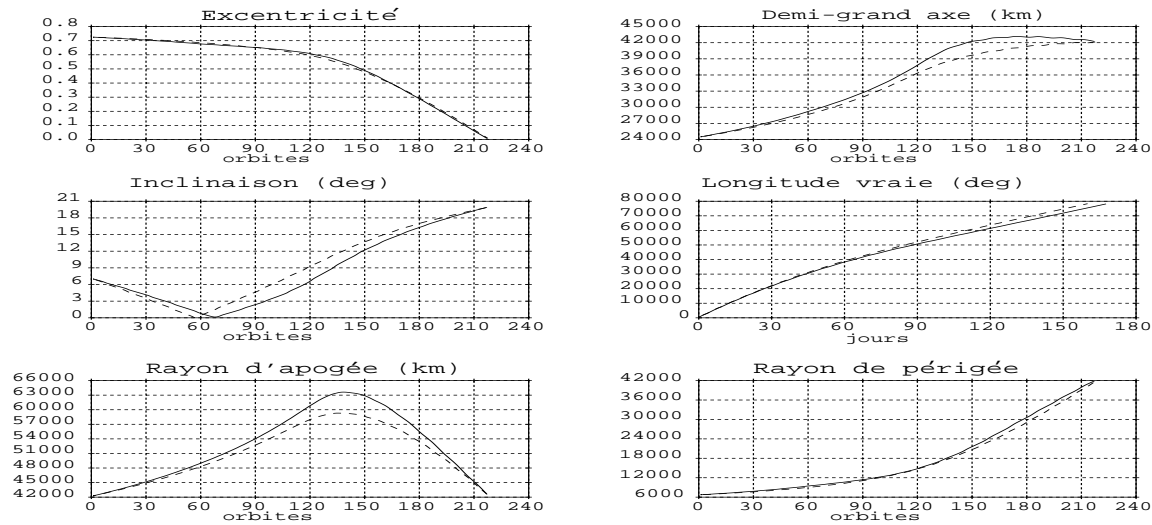 Excentricité
0.8
0.7
0.6
0.5
0.4
0.3
0.2
0.1
0.0
0 30 60 90 120 150 180 210 240
orbites
Demi-grand axe (km)
45000
42000
39000
36000
33000
30000
27000
24000
0 30 60 90 120 150 180 210 240
orbites
Inclinaison (deg)
21
18
15
12
9
6
3
0
0 30 60 90 120 150 180 210 240
orbites
Longitude vraie (deg)
80000
70000
60000
50000
40000
30000
20000
10000
0
0 30 60 90 120 150 180
jours
Rayon d'apogée (km)
66000
63000
60000
57000
54000
51000
48000
45000
42000
0 30 60 90 120 150 180 210 240
orbites
Rayon de périgée
42000
36000
30000
24000
18000
12000
6000
0 30 60 90 120 150 180 210 240
orbites